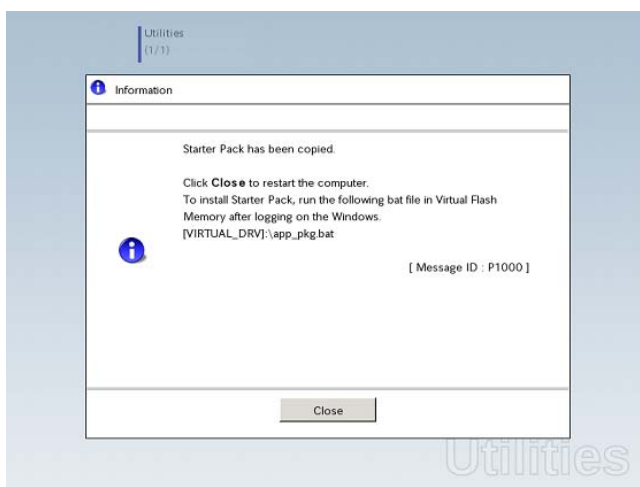 Utilities
(1/1)
Information
Starter Pack has been copied.
Click Close to restart the computer.
To install Starter Pack, run the following bat file in Virtual Flash
Memory after logging on the Windows.
[VIRTUAL_DRV]:\app_pkg.bat
[ Message ID : P1000 ]
Close
Utilities